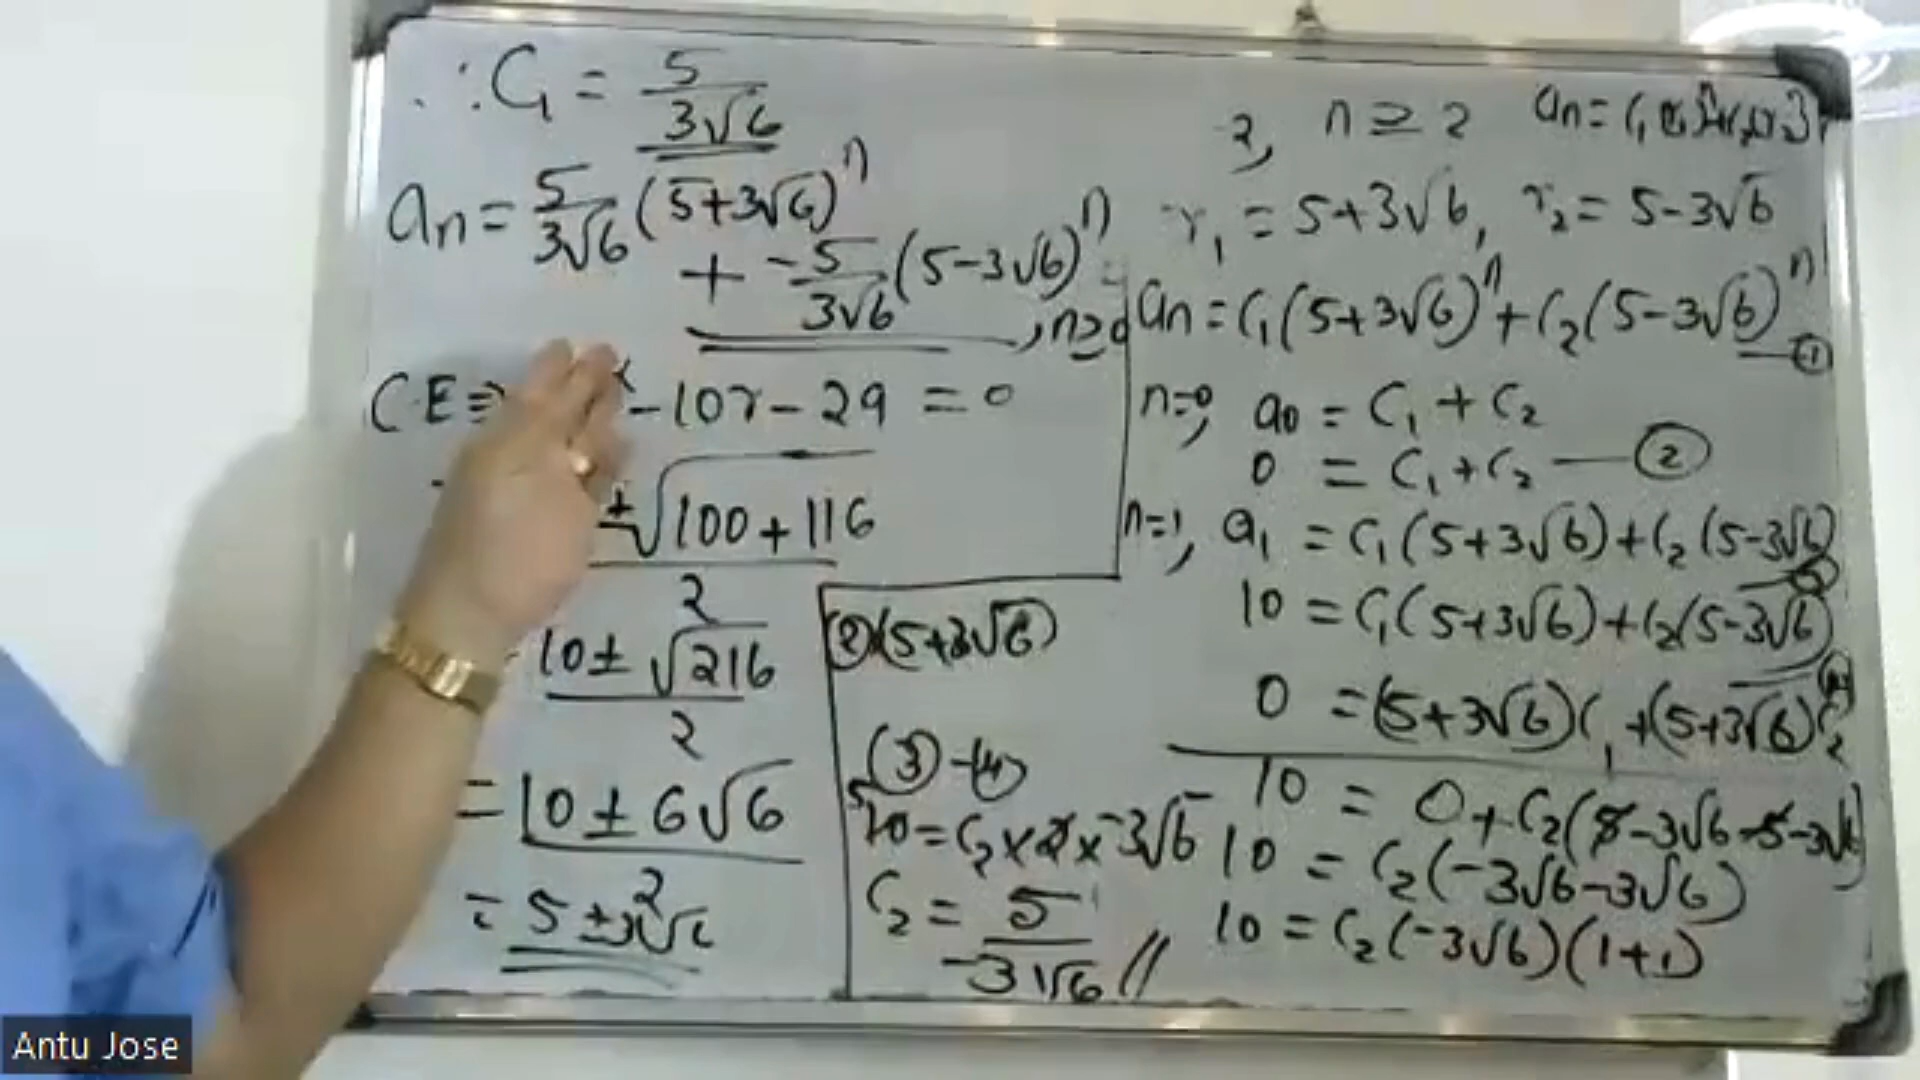 ∴ C₁ = 5/3√6
aₙ = 5/3√6 (5+3√6)ⁿ
+ -5/3√6 (5-3√6)ⁿ, n≥0
C.E ⇒ -10r - 29 = 0
± √100+116
2
10 ± √216
2
= 10 ± 6√6
2
= 5 ± 3√6
②×(5+3√6)
(3) - (4)
10 = C₂ × 2 × -3√6
C₂ = 5/-3√6 //
2, n ≥ 2 aₙ =
r₁ = 5+3√6, r₂ = 5-3√6
aₙ = C₁(5+3√6)ⁿ + C₂(5-3√6)ⁿ —①
n=0, a₀ = C₁ + C₂
0 = C₁ + C₂ — ②
n=1, a₁ = C₁(5+3√6) + C₂(5-3√6)
10 = C₁(5+3√6) + C₂(5-3√6)
0 = (5+3√6)C₁ + (5+3√6)C₂
10 = 0 + C₂(5-3√6-5-3√6)
10 = C₂(-3√6-3√6)
10 = C₂(-3√6)(1+1)
Antu Jose